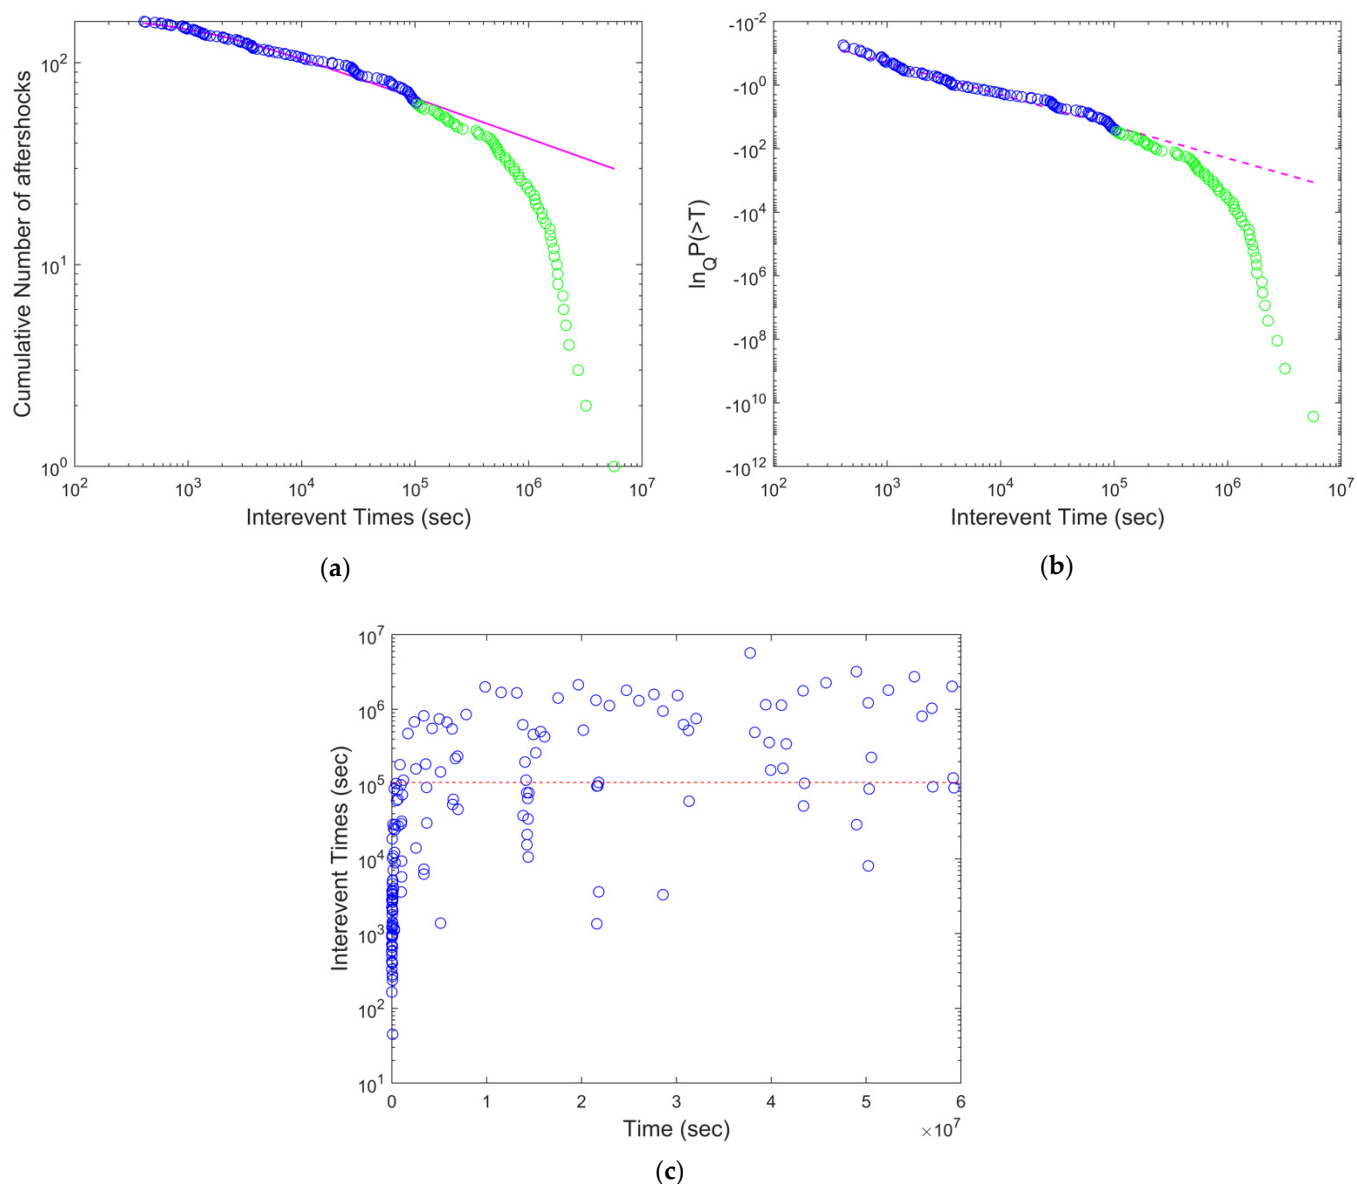 Cumulative Number of aftershocks
10^2
10^1
10^0
10^2 10^3 10^4 10^5 10^6 10^7
Interevent Times (sec)
(a)
ln_Q P(>T)
-10^-2
-10^0
-10^2
-10^4
-10^6
-10^8
-10^10
-10^12
10^2 10^3 10^4 10^5 10^6 10^7
Interevent Time (sec)
(b)
Interevent Times (sec)
10^7
10^6
10^5
10^4
10^3
10^2
10^1
0 1 2 3 4 5 6
Time (sec)
×10^7
(c)